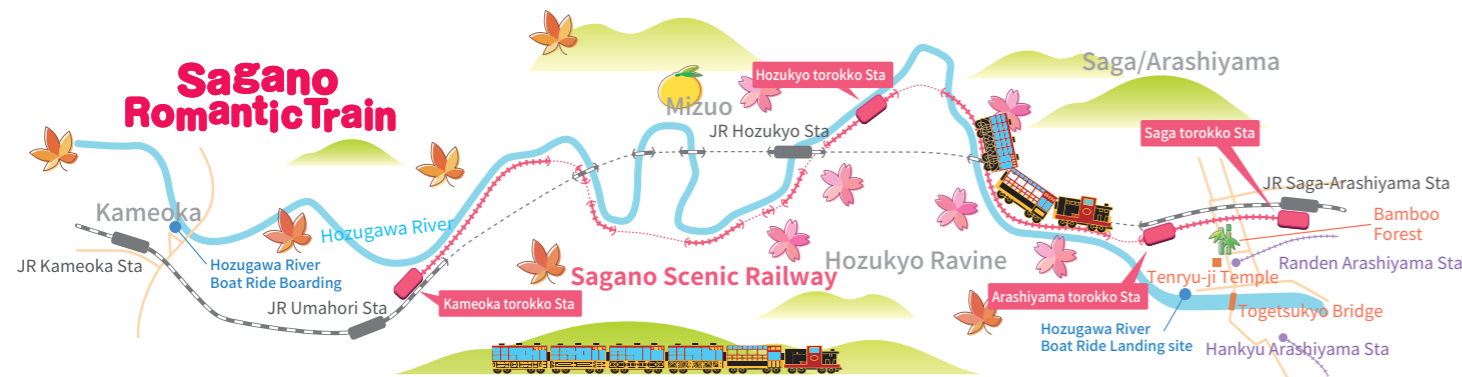 Sagano
Romantic Train
Saga/Arashiyama
Hozukyo torokko Sta
Mizuo
JR Hozukyo Sta
Saga torokko Sta
JR Saga-Arashiyama Sta
Kameoka
Bamboo
Forest
Hozugawa River
JR Kameoka Sta
Hozugawa River
Boat Ride Boarding
Hozukyo Ravine
Randen Arashiyama Sta
Sagano Scenic Railway
Tenryu-ji Temple
JR Umahori Sta
Kameoka torokko Sta
Arashiyama torokko Sta
Togetsukyo Bridge
Hozugawa River
Boat Ride Landing site
Hankyu Arashiyama Sta